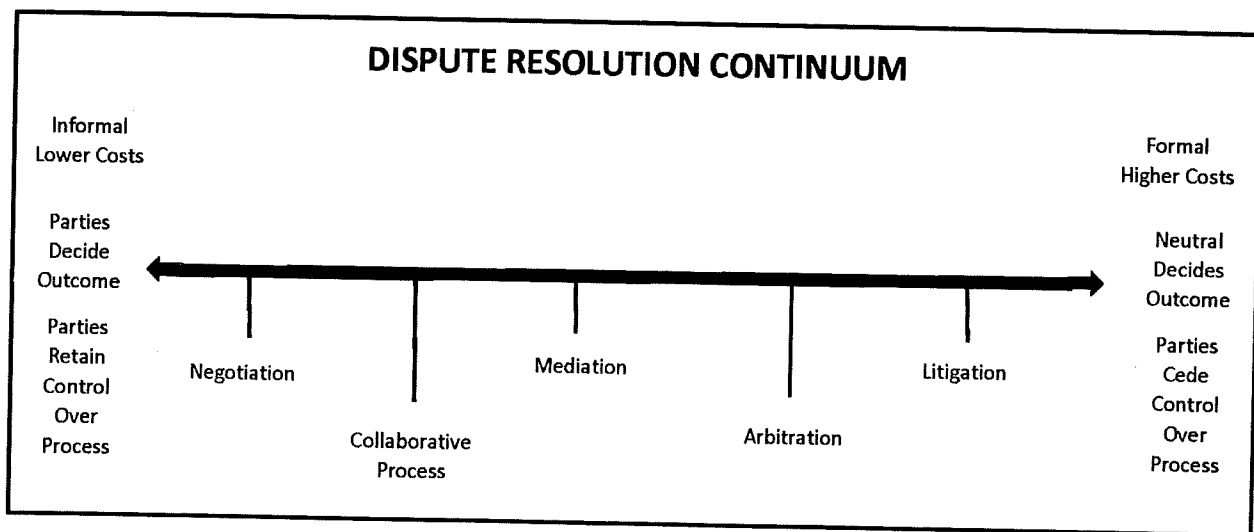 DISPUTE RESOLUTION CONTINUUM
Informal
Lower Costs
Parties
Decide
Outcome
Parties
Retain
Control
Over
Process
Negotiation
Collaborative
Process
Mediation
Arbitration
Litigation
Formal
Higher Costs
Neutral
Decides
Outcome
Parties
Cede
Control
Over
Process